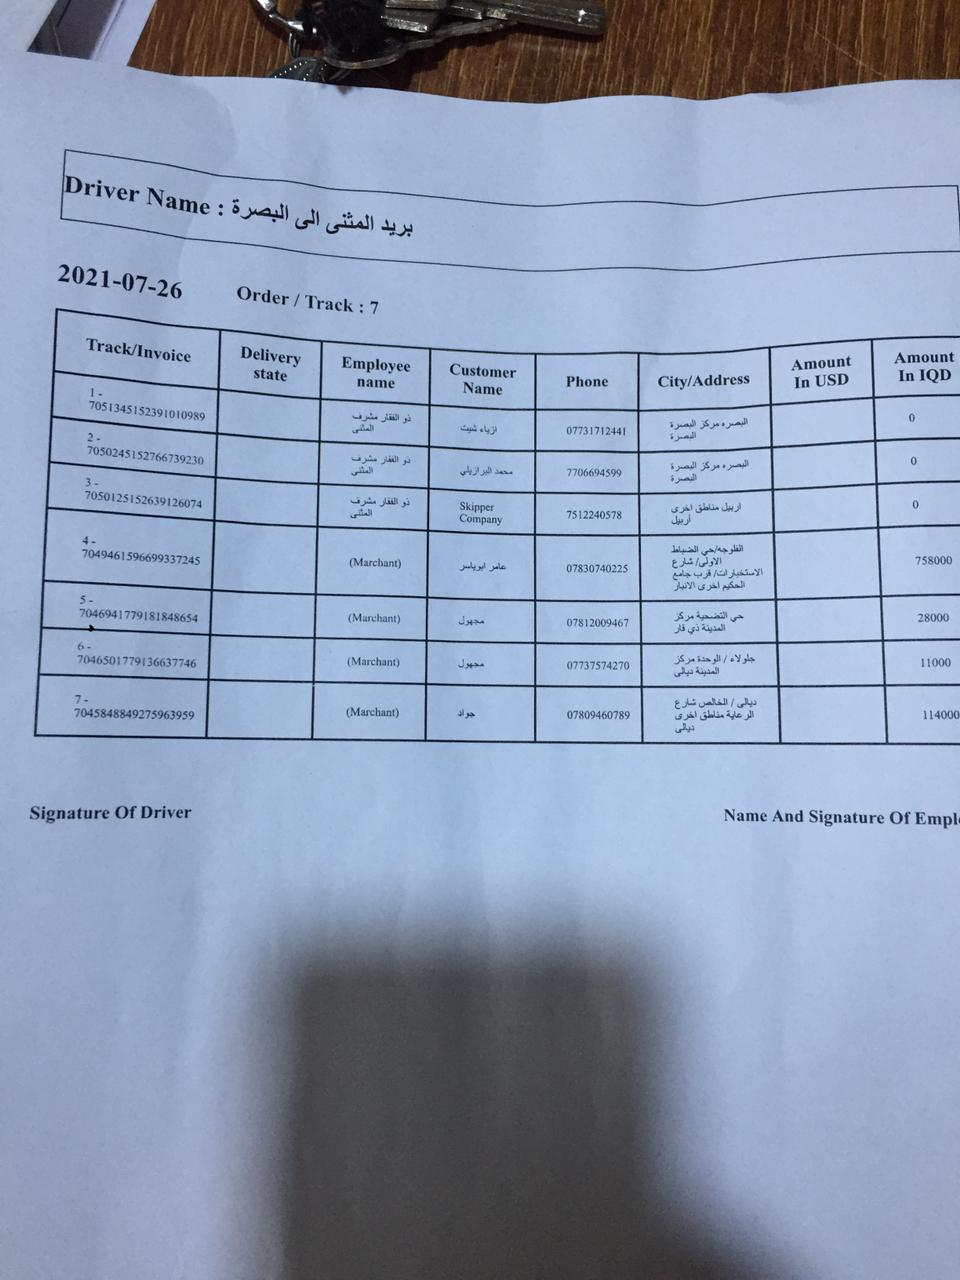 Driver Name : بريد المثنى الى البصرة
2021-07-26 Order / Track : 7
Track/Invoice Delivery state Employee name Customer Name Phone City/Address Amount In USD Amount In IQD
1 - 7051345152391010989 ذو الفقار مشرف المثنى ازياء شيت 07731712441 البصره مركز البصرة البصرة 0
2 - 7050245152766739230 ذو الفقار مشرف المثنى محمد البرازيلي 7706694599 البصره مركز البصرة البصرة 0
3 - 7050125152639126074 ذو الفقار مشرف المثنى Skipper Company 7512240578 اربيل مناطق اخرى أربيل 0
4 - 7049461596699337245 (Marchant) عامر ابوياسر 07830740225 الفلوجه/حي الضباط الاولى/ شارع الاستخبارات/ قرب جامع الحكيم اخرى الانبار 758000
5 - 7046941779181848654 (Marchant) مجهول 07812009467 حي التضحية مركز المدينة ذي قار 28000
6 - 7046501779136637746 (Marchant) مجهول 07737574270 جلولاء / الوحدة مركز المدينة ديالى 11000
7 - 7045848849275963959 (Marchant) جواد 07809460789 ديالى / الخالص شارع الرعاية مناطق اخرى ديالى 114000
Signature Of Driver Name And Signature Of Emplo